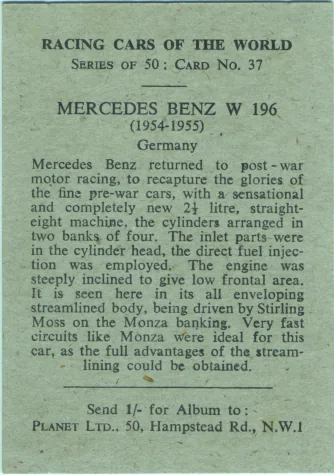 RACING CARS OF THE WORLD
SERIES OF 50: CARD NO. 37
MERCEDES BENZ W 196
(1954-1955)
Germany
Mercedes Benz returned to post-war
motor racing, to recapture the glories of
the fine pre-war cars, with a sensational
and completely new 2½ litre, straight-
eight machine, the cylinders arranged in
two banks of four. The inlet parts were
in the cylinder head, the direct fuel injec-
tion was employed. The engine was
steeply inclined to give low frontal area.
It is seen here in its all enveloping
streamlined body, being driven by Stirling
Moss on the Monza banking. Very fast
circuits like Monza were ideal for this
car, as the full advantages of the stream-
lining could be obtained.
Send 1/- for Album to:
PLANET LTD., 50, Hampstead Rd., N.W.1